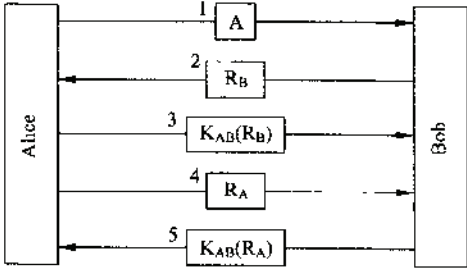 Alice
Bob
1 A
2 R_B
3 K_AB(R_B)
4 R_A
5 K_AB(R_A)